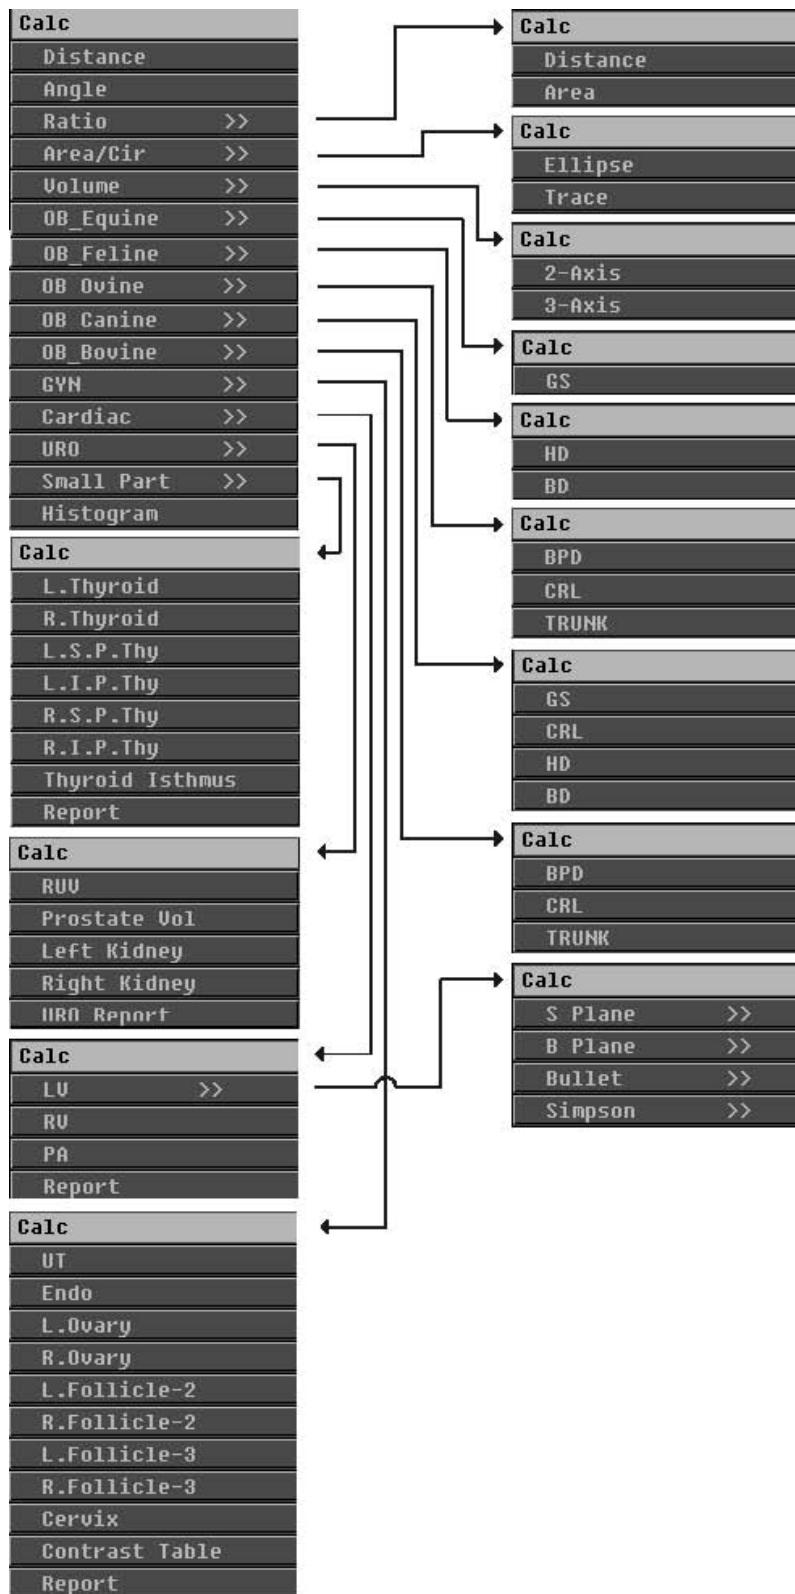 Calc
Distance
Angle
Ratio >>
Area/Cir >>
Volume >>
OB_Equine >>
OB_Feline >>
OB Ovine >>
OB Canine >>
OB_Bovine >>
GYN >>
Cardiac >>
URO >>
Small Part >>
Histogram
Calc
L.Thyroid
R.Thyroid
L.S.P.Thy
L.I.P.Thy
R.S.P.Thy
R.I.P.Thy
Thyroid Isthmus
Report
Calc
RUV
Prostate Vol
Left Kidney
Right Kidney
URO Report
Calc
LV >>
RV
PA
Report
Calc
UT
Endo
L.Ovary
R.Ovary
L.Follicle-2
R.Follicle-2
L.Follicle-3
R.Follicle-3
Cervix
Contrast Table
Report
Calc
Distance
Area
Calc
Ellipse
Trace
Calc
2-Axis
3-Axis
Calc
GS
Calc
HD
BD
Calc
BPD
CRL
TRUNK
Calc
GS
CRL
HD
BD
Calc
BPD
CRL
TRUNK
Calc
S Plane >>
B Plane >>
Bullet >>
Simpson >>